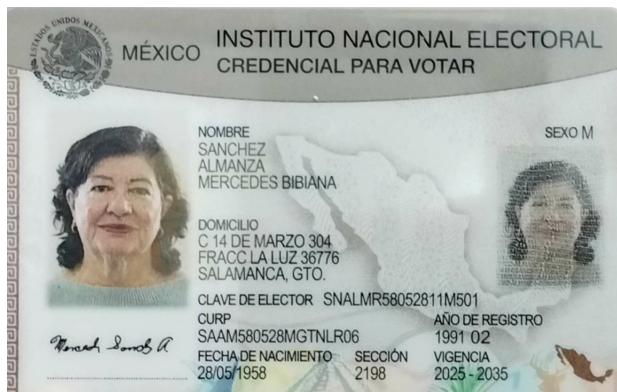 ESTADOS UNIDOS MEXICANOS
MÉXICO
INSTITUTO NACIONAL ELECTORAL
CREDENCIAL PARA VOTAR
NOMBRE
SEXO M
SANCHEZ
ALMANZA
MERCEDES BIBIANA
DOMICILIO
C 14 DE MARZO 304
FRACC LA LUZ 36776
SALAMANCA, GTO.
CLAVE DE ELECTOR SNALMR58052811M501
CURP
AÑO DE REGISTRO
SAAM580528MGTNLR06
1991 02
FECHA DE NACIMIENTO SECCIÓN VIGENCIA
28/05/1958 2198 2025 - 2035